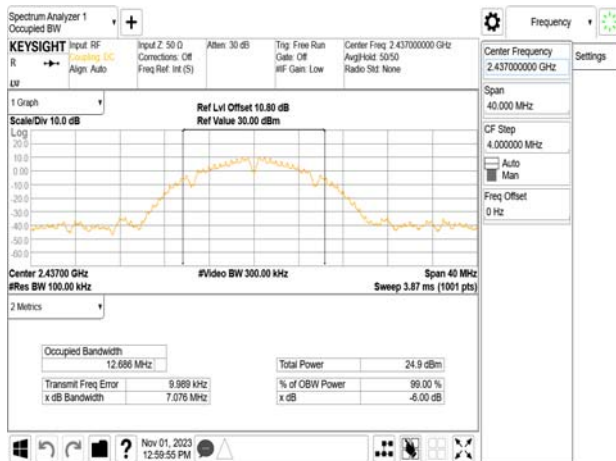 Spectrum Analyzer 1
Occupied BW
Frequency
KEYSIGHT
R
LW
Input: RF
Coupling: DC
Align: Auto
Input Z: 50 Ω
Corrections: Off
Freq Ref: Int (S)
Atten: 30 dB
Trig: Free Run
Gate: Off
#IF Gain: Low
Center Freq: 2.437000000 GHz
Avg|Hold: 50/50
Radio Std: None
Center Frequency
2.437000000 GHz
Settings
Span
40.000 MHz
CF Step
4.000000 MHz
Auto
Man
Freq Offset
0 Hz
1 Graph
Scale/Div 10.0 dB
Ref Lvl Offset 10.80 dB
Ref Value 30.00 dBm
Log
20.0
10.0
0.00
-10.0
-20.0
-30.0
-40.0
-50.0
-60.0
Center 2.43700 GHz
#Res BW 100.00 kHz
#Video BW 300.00 kHz
Span 40 MHz
Sweep 3.87 ms (1001 pts)
2 Metrics
Occupied Bandwidth
12.686 MHz
Total Power 24.9 dBm
Transmit Freq Error 9.989 kHz
% of OBW Power 99.00 %
x dB Bandwidth 7.076 MHz
x dB -6.00 dB
?
Nov 01, 2023
12:59:55 PM